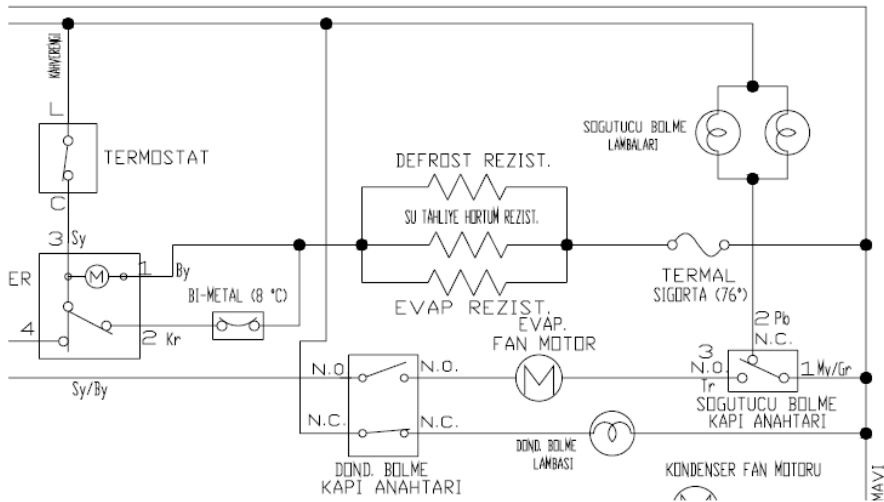 KAHVERENGİ
L
TERMOSTAT
C
3 Sy
ER
1
By
4
2 Kr
BI-METAL (8 °C)
DEFROST REZIST.
SU TAHLIYE HORTUM REZIST.
EVAP REZIST.
SOGUTUCU BOLME
LAMBALARI
TERMAL
SIGORTA (76°)
EVAP.
FAN MOTOR
M
M
2 Pb
N.C.
3
N.O.
Tr
1 Mv/Gr
SOGUTUCU BOLME
KAPI ANAHTARI
Sy/By
N.O
N.O.
N.C.
N.C.
DOND. BOLME
KAPI ANAHTARI
DOND. BOLME
LAMBASI
KONDENSER FAN MOTORU
MAVI